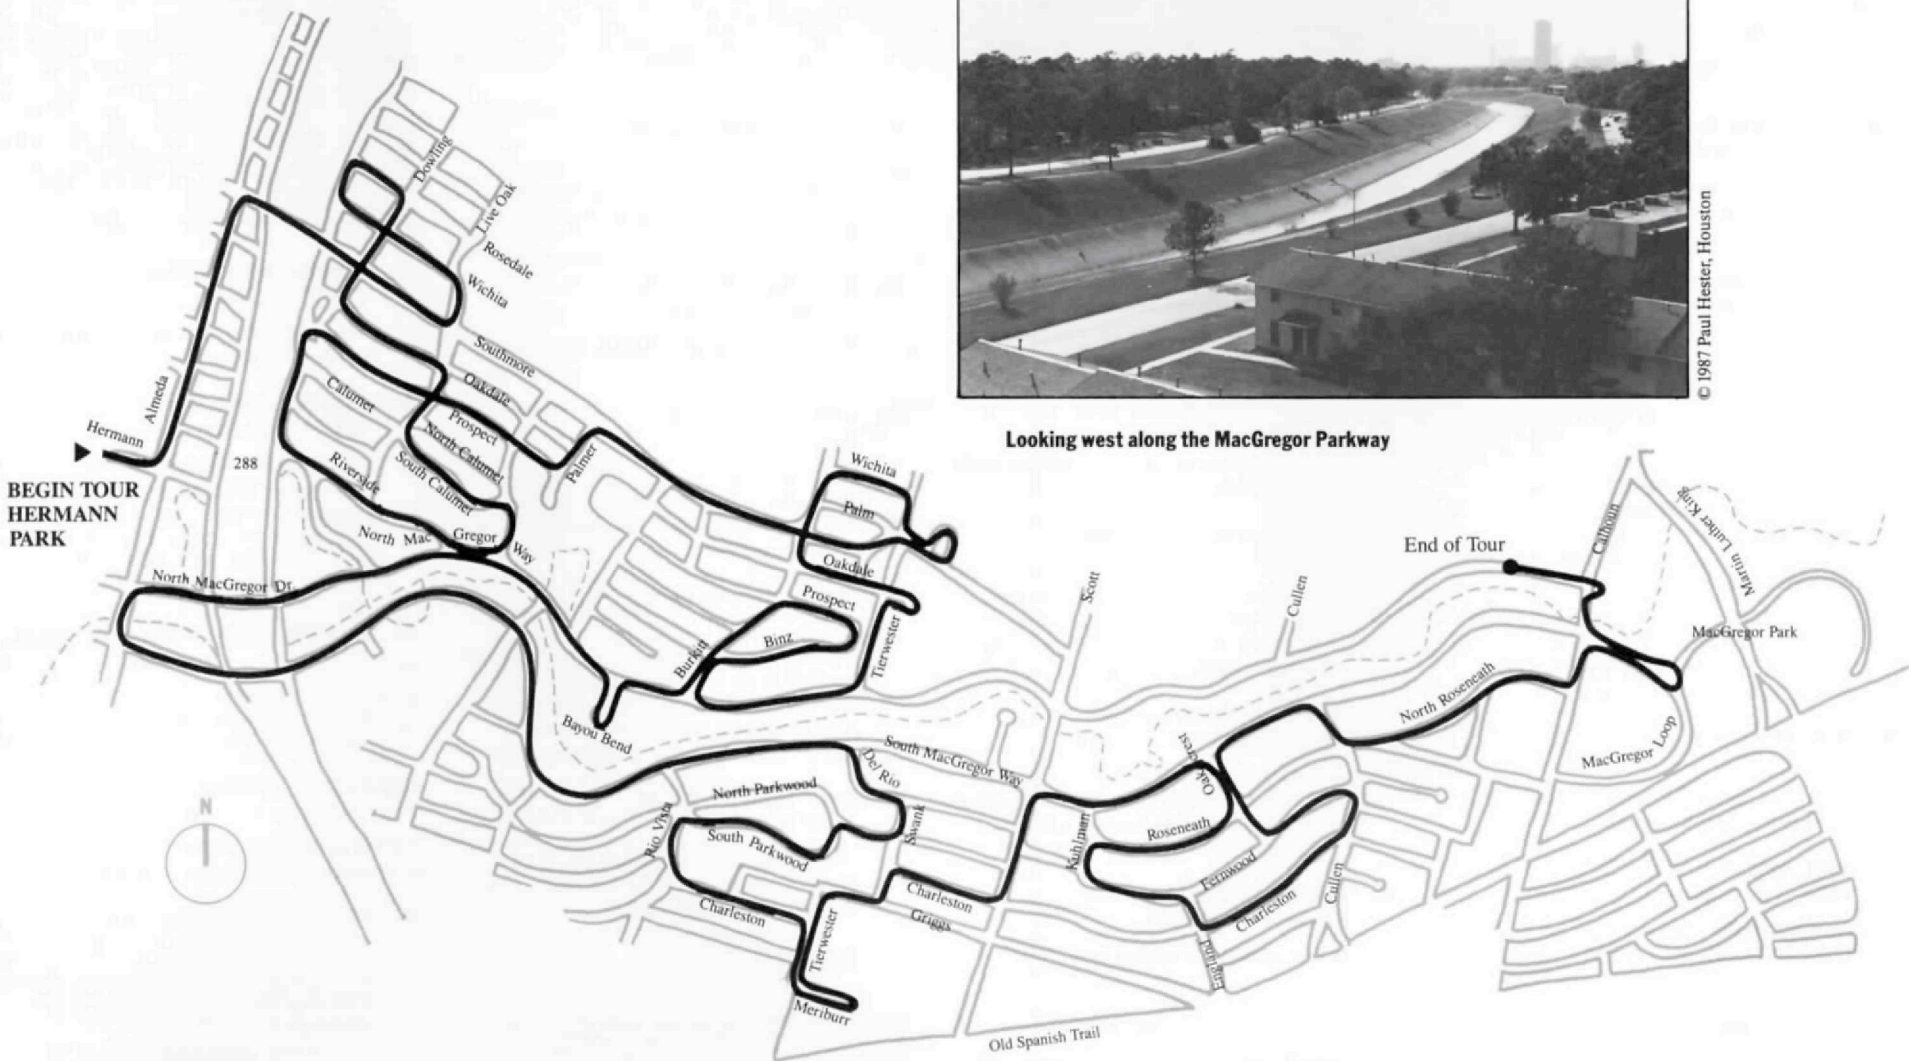 © 1987 Paul Hester, Houston
Looking west along the MacGregor Parkway
BEGIN TOUR
HERMANN
PARK
Hermann
Almeda
288
Dowling
Live Oak
Rosedale
Wichita
Southmore
Oakdale
Prospect
Calumet
North Calumet
South Calumet
Riverside
North Mac Gregor Way
Palmer
North MacGregor Dr.
Wichita
Palm
Oakdale
Prospect
Binz
Burkitt
Tierwester
Bayou Bend
Scott
Cullen
End of Tour
Calhoun
Martin Luther King
MacGregor Park
MacGregor Loop
North Roseneath
South MacGregor Way
Del Rio
North Parkwood
South Parkwood
Rio Vista
Swank
Charleston
Tierwester
Meriburr
Charleston
Griggs
Kuhlman
Oakcrest
Roseneath
Fernwood
Charleston
Cullen
England
Old Spanish Trail
N